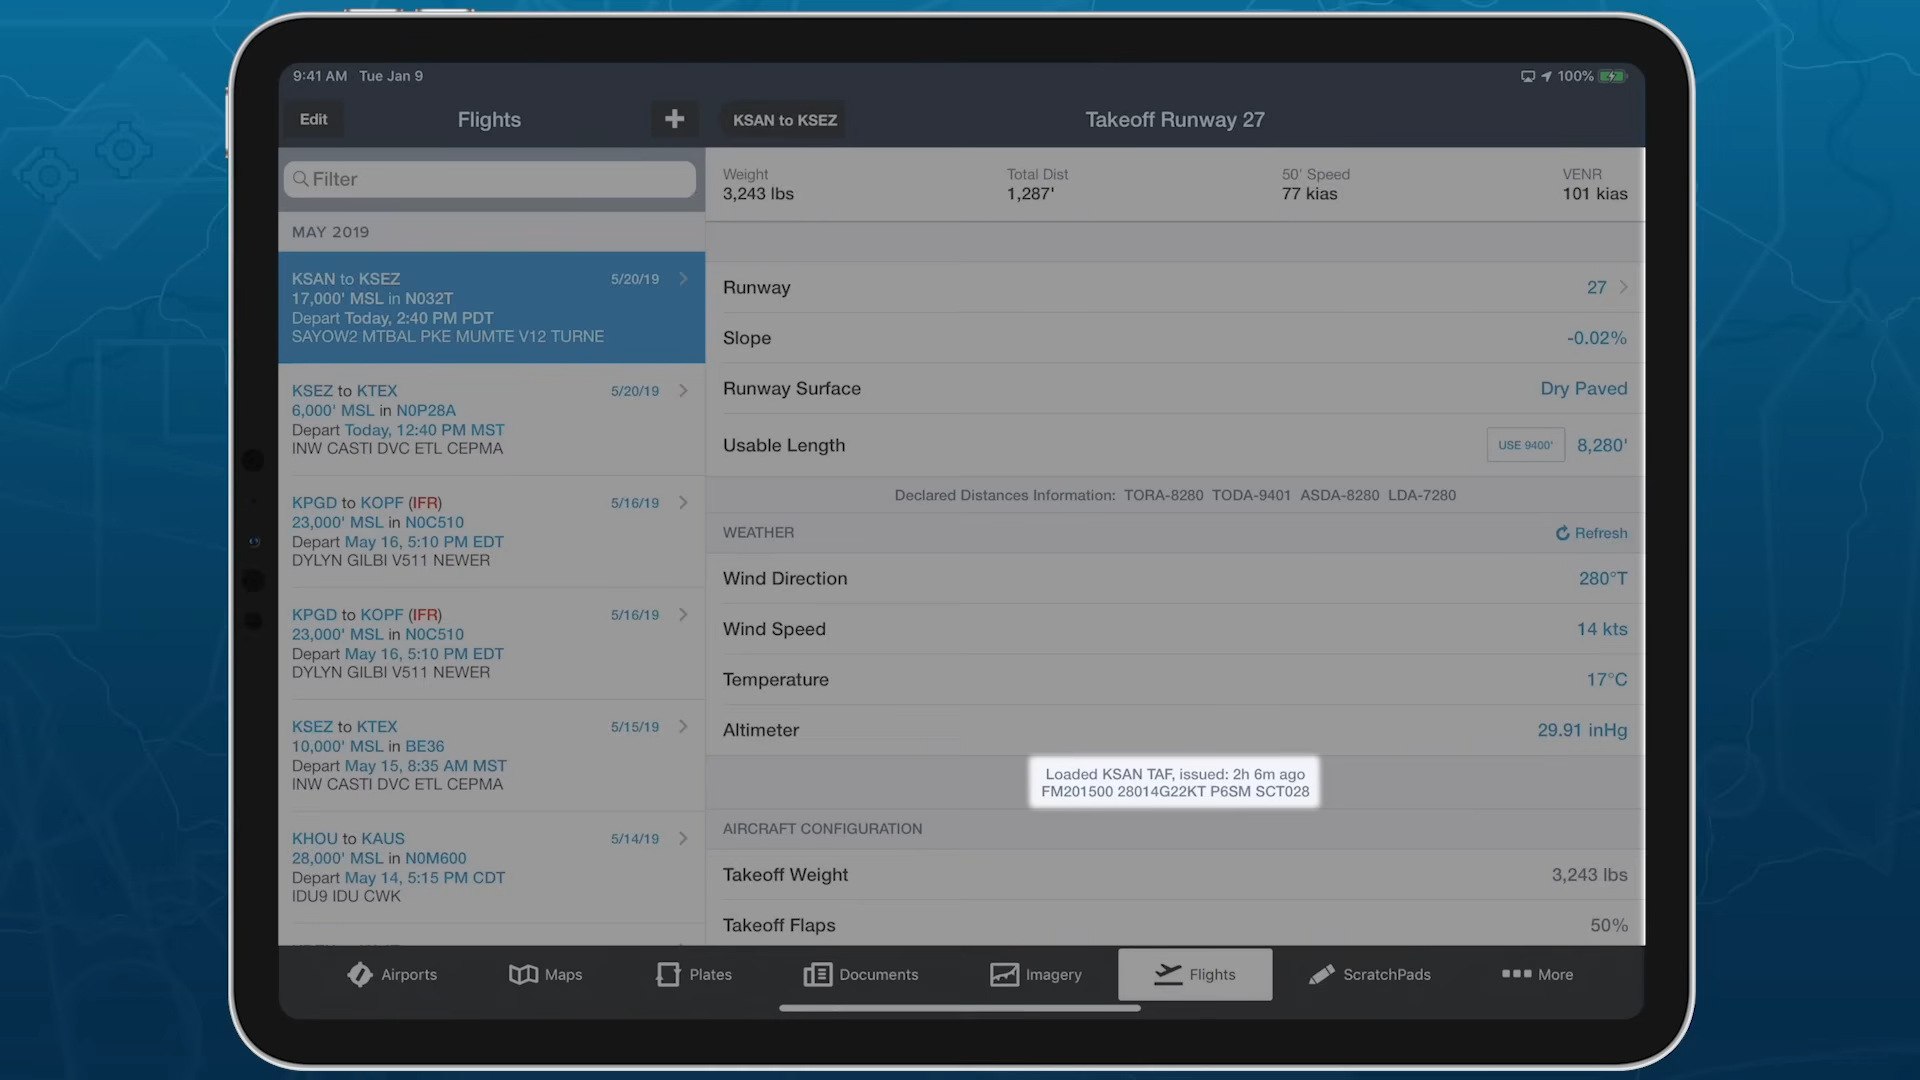 9:41 AM Tue Jan 9
100%
Edit
Flights
KSAN to KSEZ
Takeoff Runway 27
Filter
MAY 2019
KSAN to KSEZ 5/20/19
17,000' MSL in N032T
Depart Today, 2:40 PM PDT
SAYOW2 MTBAL PKE MUMTE V12 TURNE
KSEZ to KTEX 5/20/19
6,000' MSL in N0P28A
Depart Today, 12:40 PM MST
INW CASTI DVC ETL CEPMA
KPGD to KOPF (IFR) 5/16/19
23,000' MSL in N0C510
Depart May 16, 5:10 PM EDT
DYLYN GILBI V511 NEWER
KPGD to KOPF (IFR) 5/16/19
23,000' MSL in N0C510
Depart May 16, 5:10 PM EDT
DYLYN GILBI V511 NEWER
KSEZ to KTEX 5/15/19
10,000' MSL in BE36
Depart May 15, 8:35 AM MST
INW CASTI DVC ETL CEPMA
KHOU to KAUS 5/14/19
28,000' MSL in N0M600
Depart May 14, 5:15 PM CDT
IDU9 IDU CWK
Weight Total Dist 50' Speed VENR
3,243 lbs 1,287' 77 kias 101 kias
Runway 27
Slope -0.02%
Runway Surface Dry Paved
Usable Length USE 9400' 8,280'
Declared Distances Information: TORA-8280 TODA-9401 ASDA-8280 LDA-7280
WEATHER Refresh
Wind Direction 280°T
Wind Speed 14 kts
Temperature 17°C
Altimeter 29.91 inHg
Loaded KSAN TAF, issued: 2h 6m ago
FM201500 28014G22KT P6SM SCT028
AIRCRAFT CONFIGURATION
Takeoff Weight 3,243 lbs
Takeoff Flaps 50%
Airports Maps Plates Documents Imagery Flights ScratchPads More